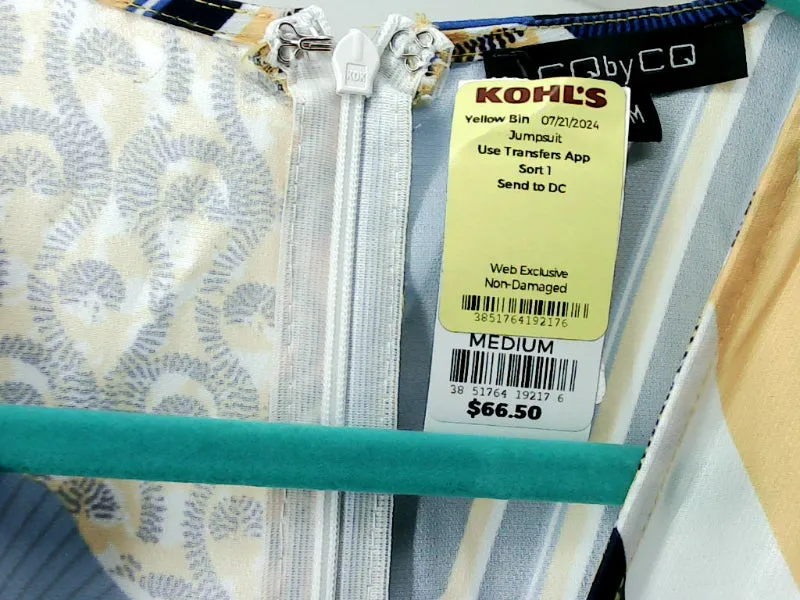 CQbyCQ
M
KOHL'S
Yellow Bin 07/21/2024
Jumpsuit
Use Transfers App
Sort 1
Send to DC
Web Exclusive
Non-Damaged
3851764192176
MEDIUM
38 51764 19217 6
$66.50